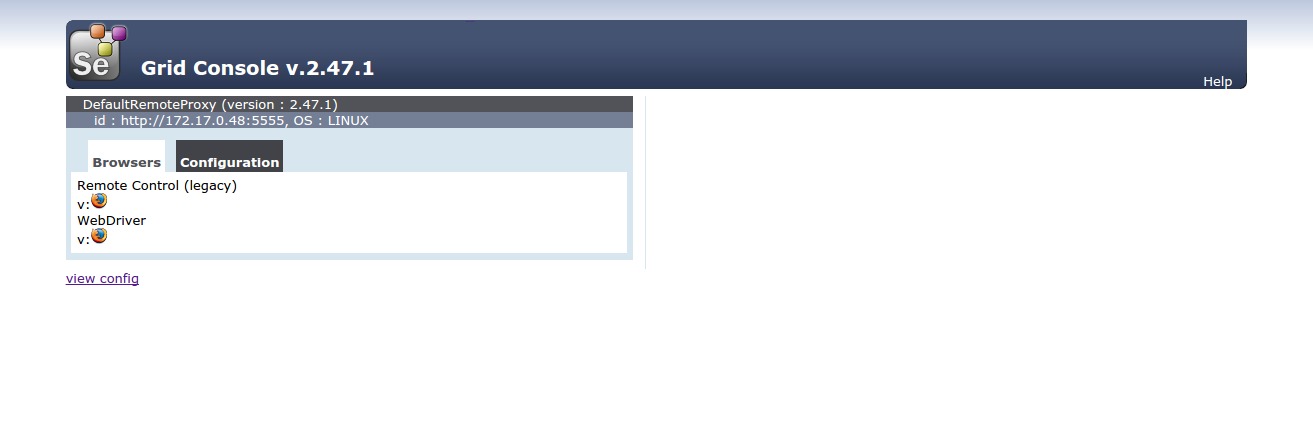 Se
Grid Console v.2.47.1
Help
DefaultRemoteProxy (version : 2.47.1)
id : http://172.17.0.48:5555, OS : LINUX
Browsers Configuration
Remote Control (legacy)
v:
WebDriver
v:
view config